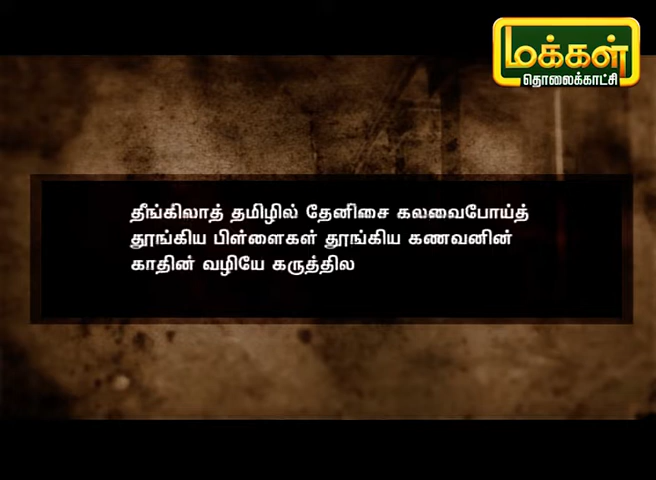 மக்கள்
தொலைக்காட்சி
தீங்கிலாத் தமிழில் தேனிசை கலவைபோய்த்
தூங்கிய பிள்ளைகள் தூங்கிய கணவனின்
காதின் வழியே கருத்தில